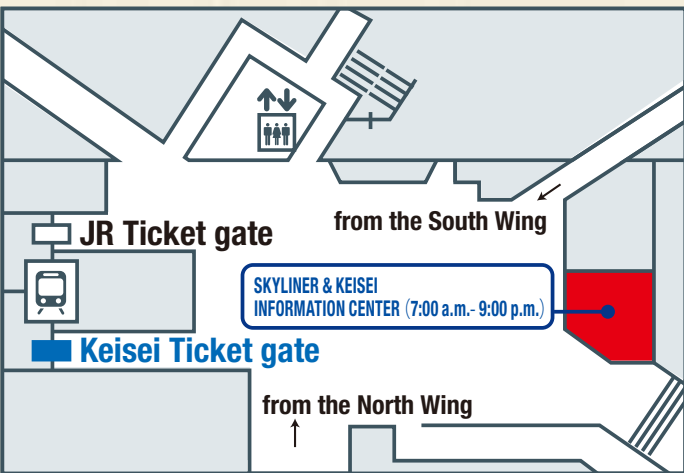 from the South Wing
JR Ticket gate
SKYLINER & KEISEI
INFORMATION CENTER (7:00 a.m.- 9:00 p.m.)
Keisei Ticket gate
from the North Wing